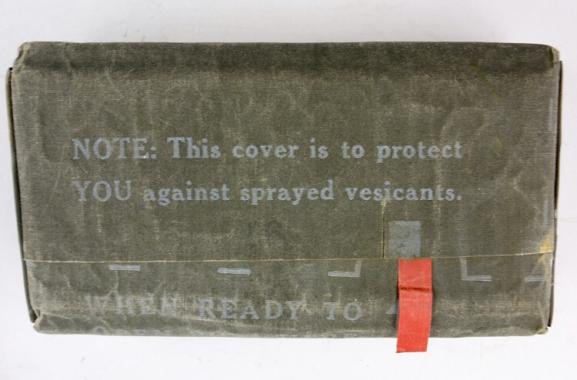 NOTE: This cover is to protect
YOU against sprayed vesicants.
WHEN READY TO